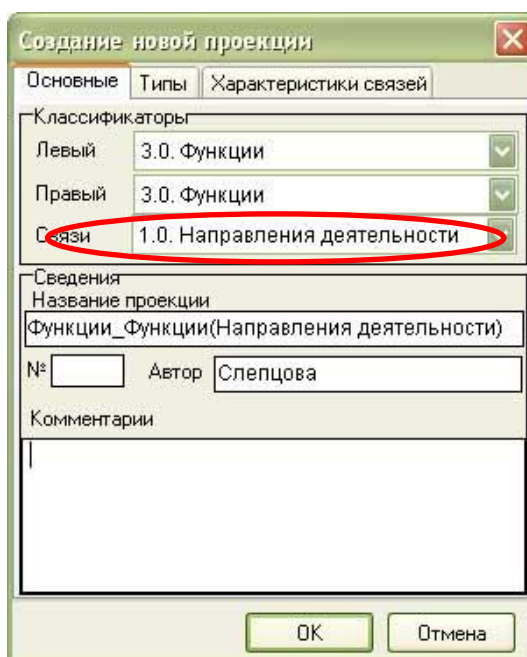 Создание новой проекции
Основные Типы Характеристики связей
Классификаторы
Левый 3.0. Функции
Правый 3.0. Функции
Связи 1.0. Направления деятельности
Сведения
Название проекции
Функции_Функции(Направления деятельности)
№ Автор Слепцова
Комментарии
OK Отмена